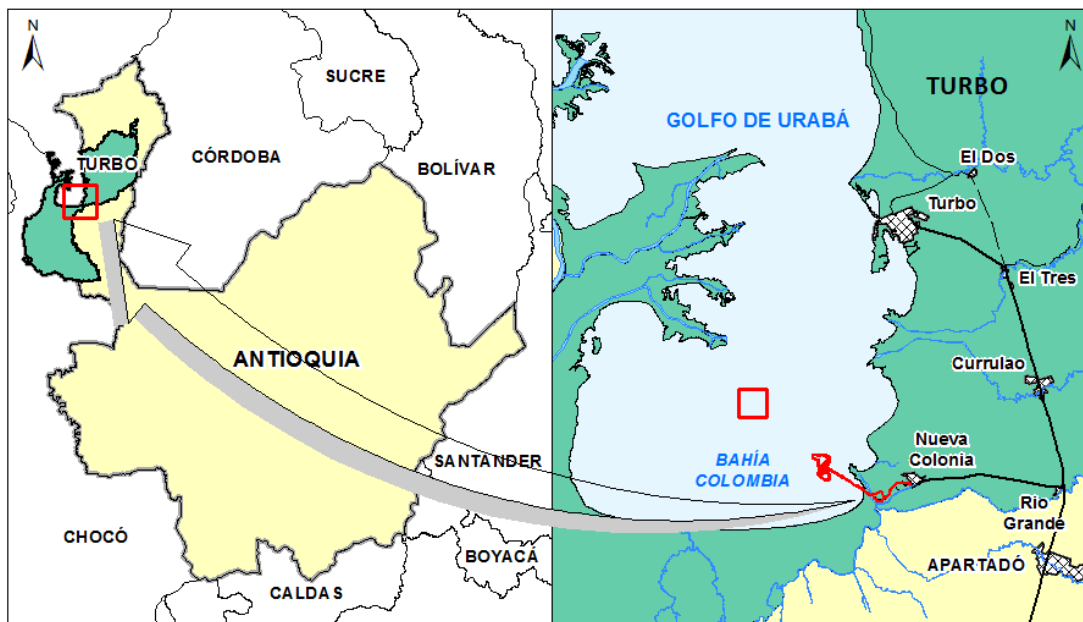 N
SUCRE
TURBO
CÓRDOBA
BOLÍVAR
ANTIOQUIA
SANTANDER
CHOCÓ
BOYACÁ
CALDAS
N
TURBO
GOLFO DE URABÁ
El Dos
Turbo
El Tres
Currulao
Nueva
Colonia
BAHÍA
COLOMBIA
Rio
Grande
APARTADÓ